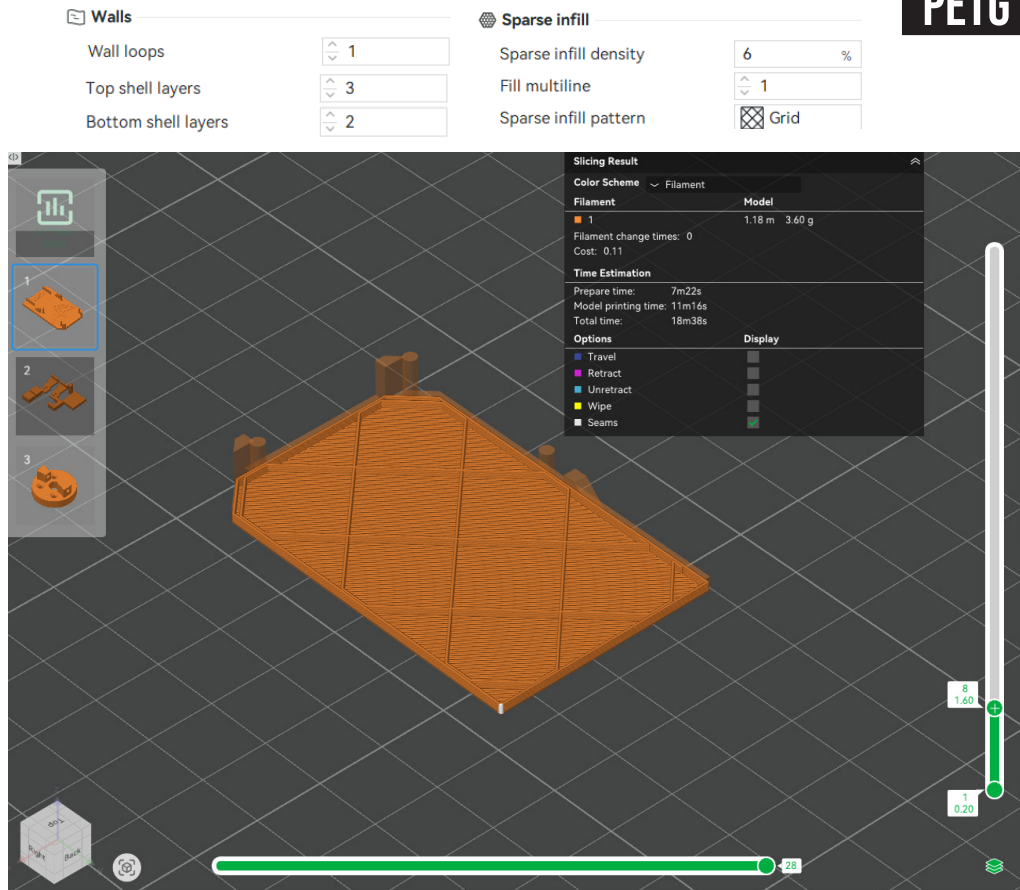 PETG
Walls
Wall loops 1
Top shell layers 3
Bottom shell layers 2
Sparse infill
Sparse infill density 6 %
Fill multiline 1
Sparse infill pattern Grid
Slicing Result
Color Scheme Filament
Filament Model
1 1.18 m 3.60 g
Filament change times: 0
Cost: 0.11
Time Estimation
Prepare time: 7m22s
Model printing time: 11m16s
Total time: 18m38s
Options Display
Travel
Retract
Unretract
Wipe
Seams
1
2
3
8
1.60
1
0.20
Top
Right
Back
28